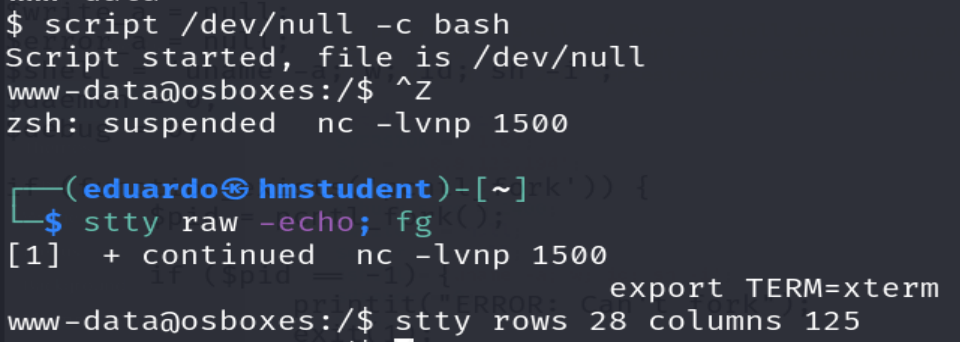 $ script /dev/null -c bash
Script started, file is /dev/null
www-data@osboxes:/$ ^Z
zsh: suspended  nc -lvnp 1500
┌──(eduardo㉿hmstudent)-[~]
└─$ stty raw -echo; fg
[1]  + continued  nc -lvnp 1500
export TERM=xterm
www-data@osboxes:/$ stty rows 28 columns 125